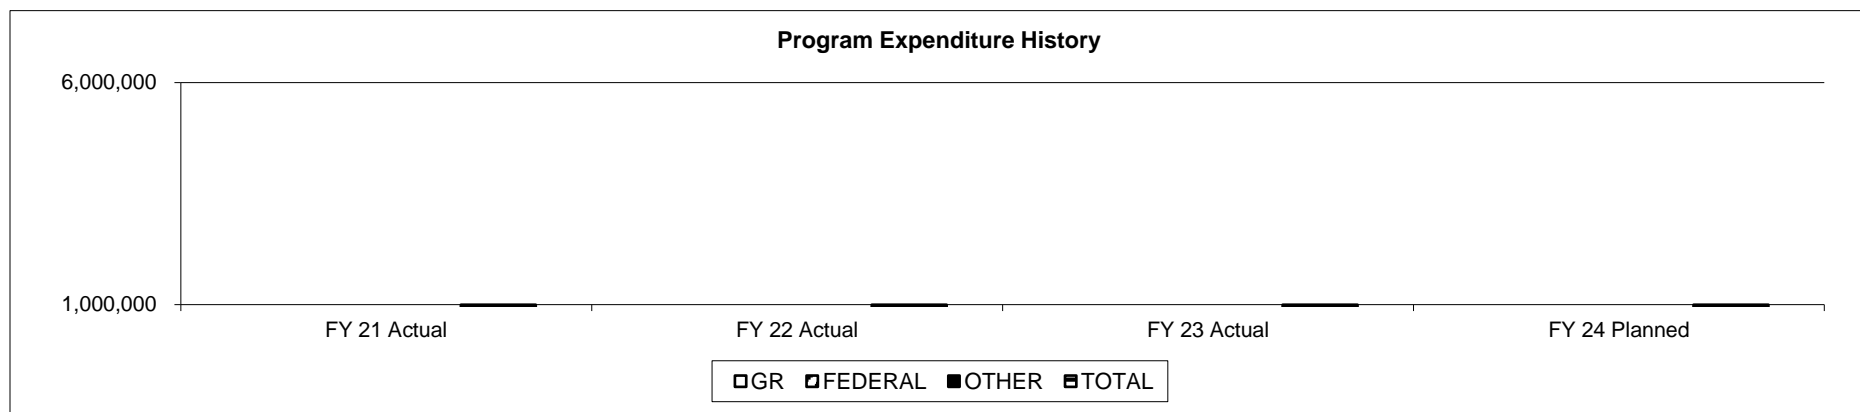 Program Expenditure History
6,000,000
1,000,000
FY 21 Actual FY 22 Actual FY 23 Actual FY 24 Planned
GR FEDERAL OTHER TOTAL